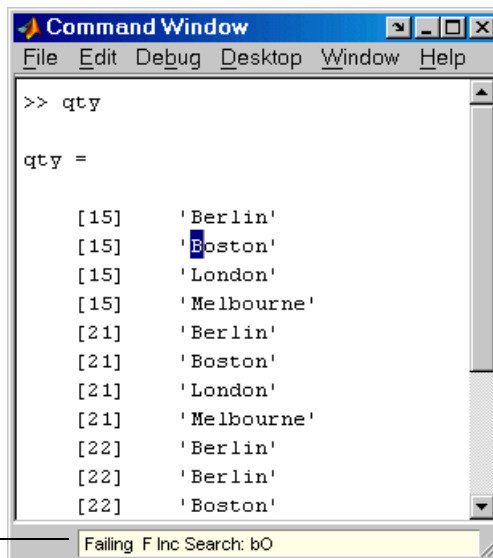 Command Window
File Edit Debug Desktop Window Help
>> qty
qty =
[15] 'Berlin'
[15] 'Boston'
[15] 'London'
[15] 'Melbourne'
[21] 'Berlin'
[21] 'Boston'
[21] 'London'
[21] 'Melbourne'
[22] 'Berlin'
[22] 'Berlin'
[22] 'Boston'
Failing F Inc Search: bO